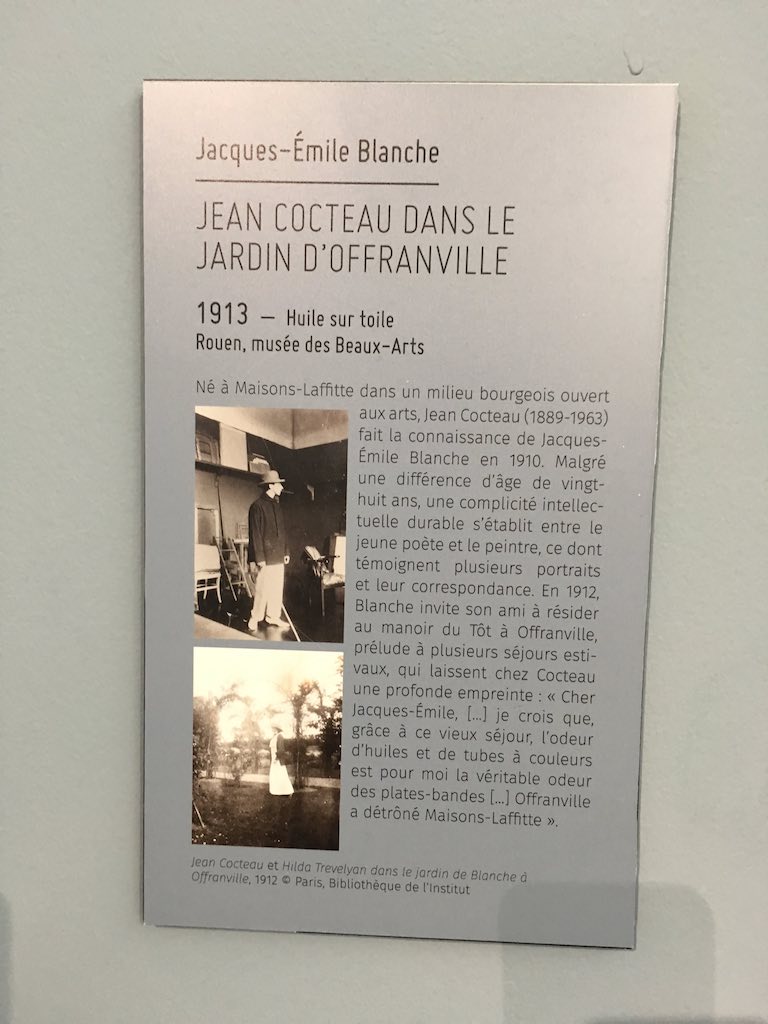 Jacques-Émile Blanche
JEAN COCTEAU DANS LE
JARDIN D'OFFRANVILLE
1913 – Huile sur toile
Rouen, musée des Beaux-Arts
Né à Maisons-Laffitte dans un milieu bourgeois ouvert
aux arts, Jean Cocteau (1889-1963)
fait la connaissance de Jacques-
Émile Blanche en 1910. Malgré
une différence d'âge de vingt-
huit ans, une complicité intellec-
tuelle durable s'établit entre le
jeune poète et le peintre, ce dont
témoignent plusieurs portraits
et leur correspondance. En 1912,
Blanche invite son ami à résider
au manoir du Tôt à Offranville,
prélude à plusieurs séjours esti-
vaux, qui laissent chez Cocteau
une profonde empreinte : « Cher
Jacques-Émile, [...] je crois que,
grâce à ce vieux séjour, l'odeur
d'huiles et de tubes à couleurs
est pour moi la véritable odeur
des plates-bandes [...] Offranville
a détrôné Maisons-Laffitte ».
Jean Cocteau et Hilda Trevelyan dans le jardin de Blanche à
Offranville, 1912 © Paris, Bibliothèque de l'Institut